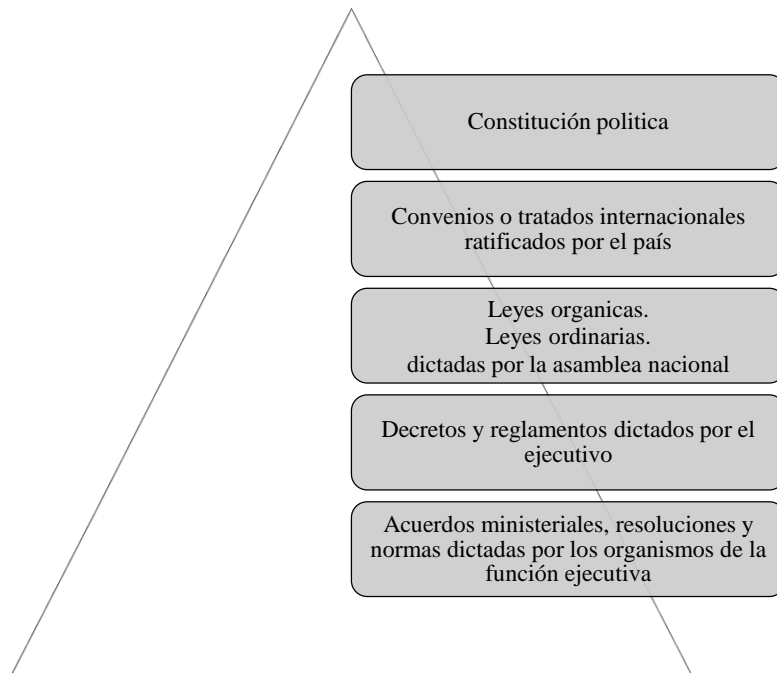 Constitución politica
Convenios o tratados internacionales
ratificados por el país
Leyes organicas.
Leyes ordinarias.
dictadas por la asamblea nacional
Decretos y reglamentos dictados por el
ejecutivo
Acuerdos ministeriales, resoluciones y
normas dictadas por los organismos de la
función ejecutiva